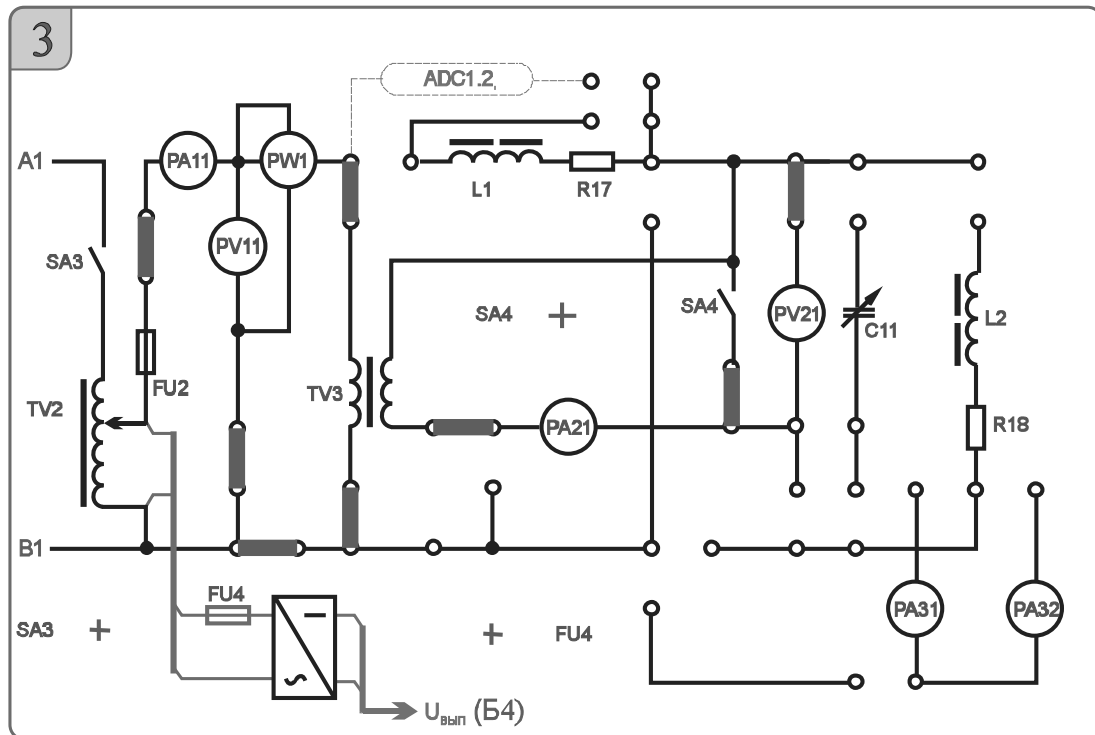 3
ADC1.2,
A1
PA11
PW1
L1
R17
SA3
PV11
SA4
SA4
PV21
C11
L2
FU2
TV2
TV3
PA21
R18
B1
FU4
SA3
FU4
PA31
PA32
Uвып (Б4)